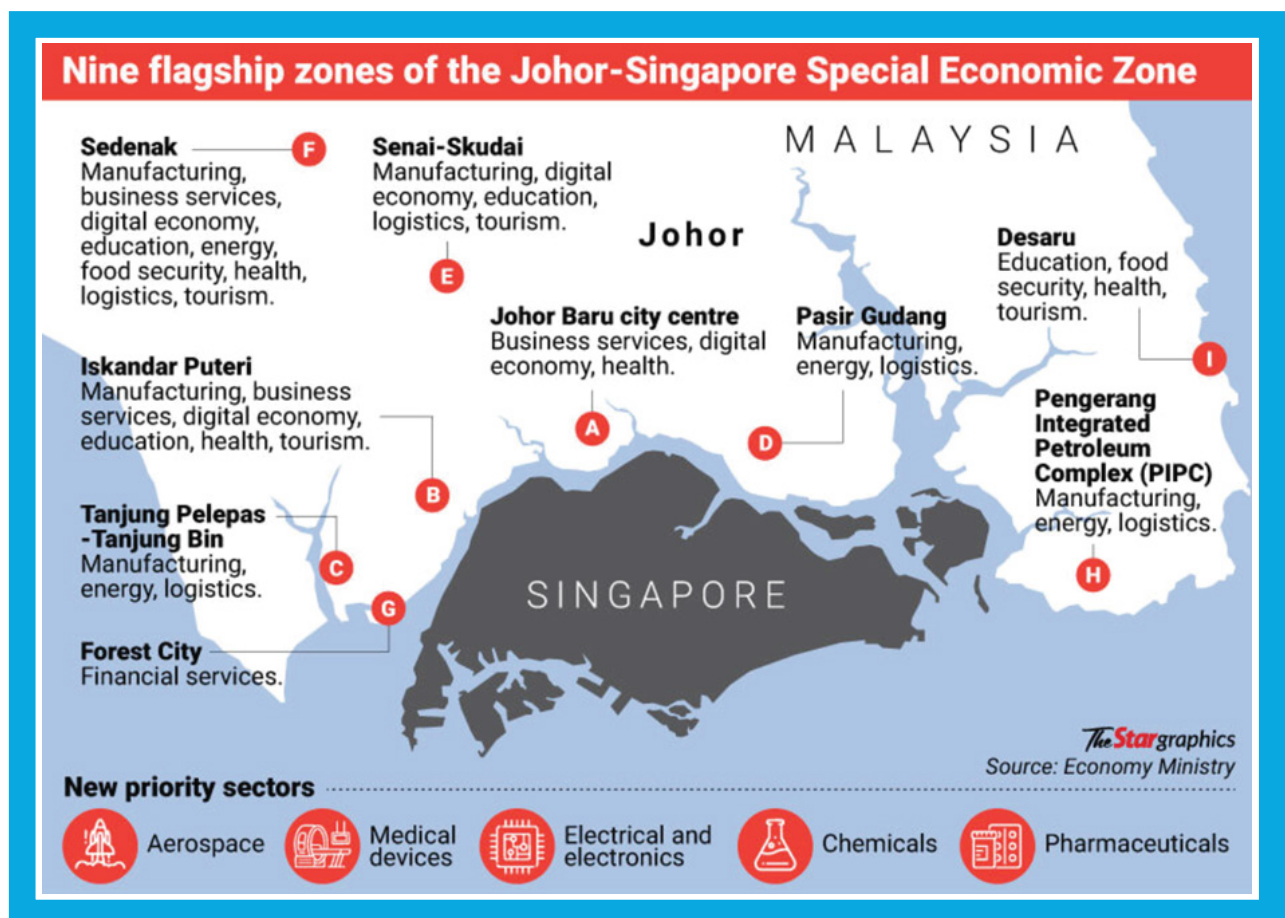 Nine flagship zones of the Johor-Singapore Special Economic Zone
MALAYSIA
Sedenak
F
Manufacturing,
business services,
digital economy,
education, energy,
food security, health,
logistics, tourism.
Senai-Skudai
Manufacturing, digital
economy, education,
logistics, tourism.
E
Johor
Desaru
Education, food
security, health,
tourism.
I
Johor Baru city centre
Business services, digital
economy, health.
A
Pasir Gudang
Manufacturing,
energy, logistics.
D
Iskandar Puteri
Manufacturing, business
services, digital economy,
education, health, tourism.
B
Pengerang
Integrated
Petroleum
Complex (PIPC)
Manufacturing,
energy, logistics.
H
Tanjung Pelepas
-Tanjung Bin
Manufacturing,
energy, logistics.
C
G
SINGAPORE
Forest City
Financial services.
TheStargraphics
Source: Economy Ministry
New priority sectors
Aerospace
Medical
devices
Electrical and
electronics
Chemicals
Pharmaceuticals